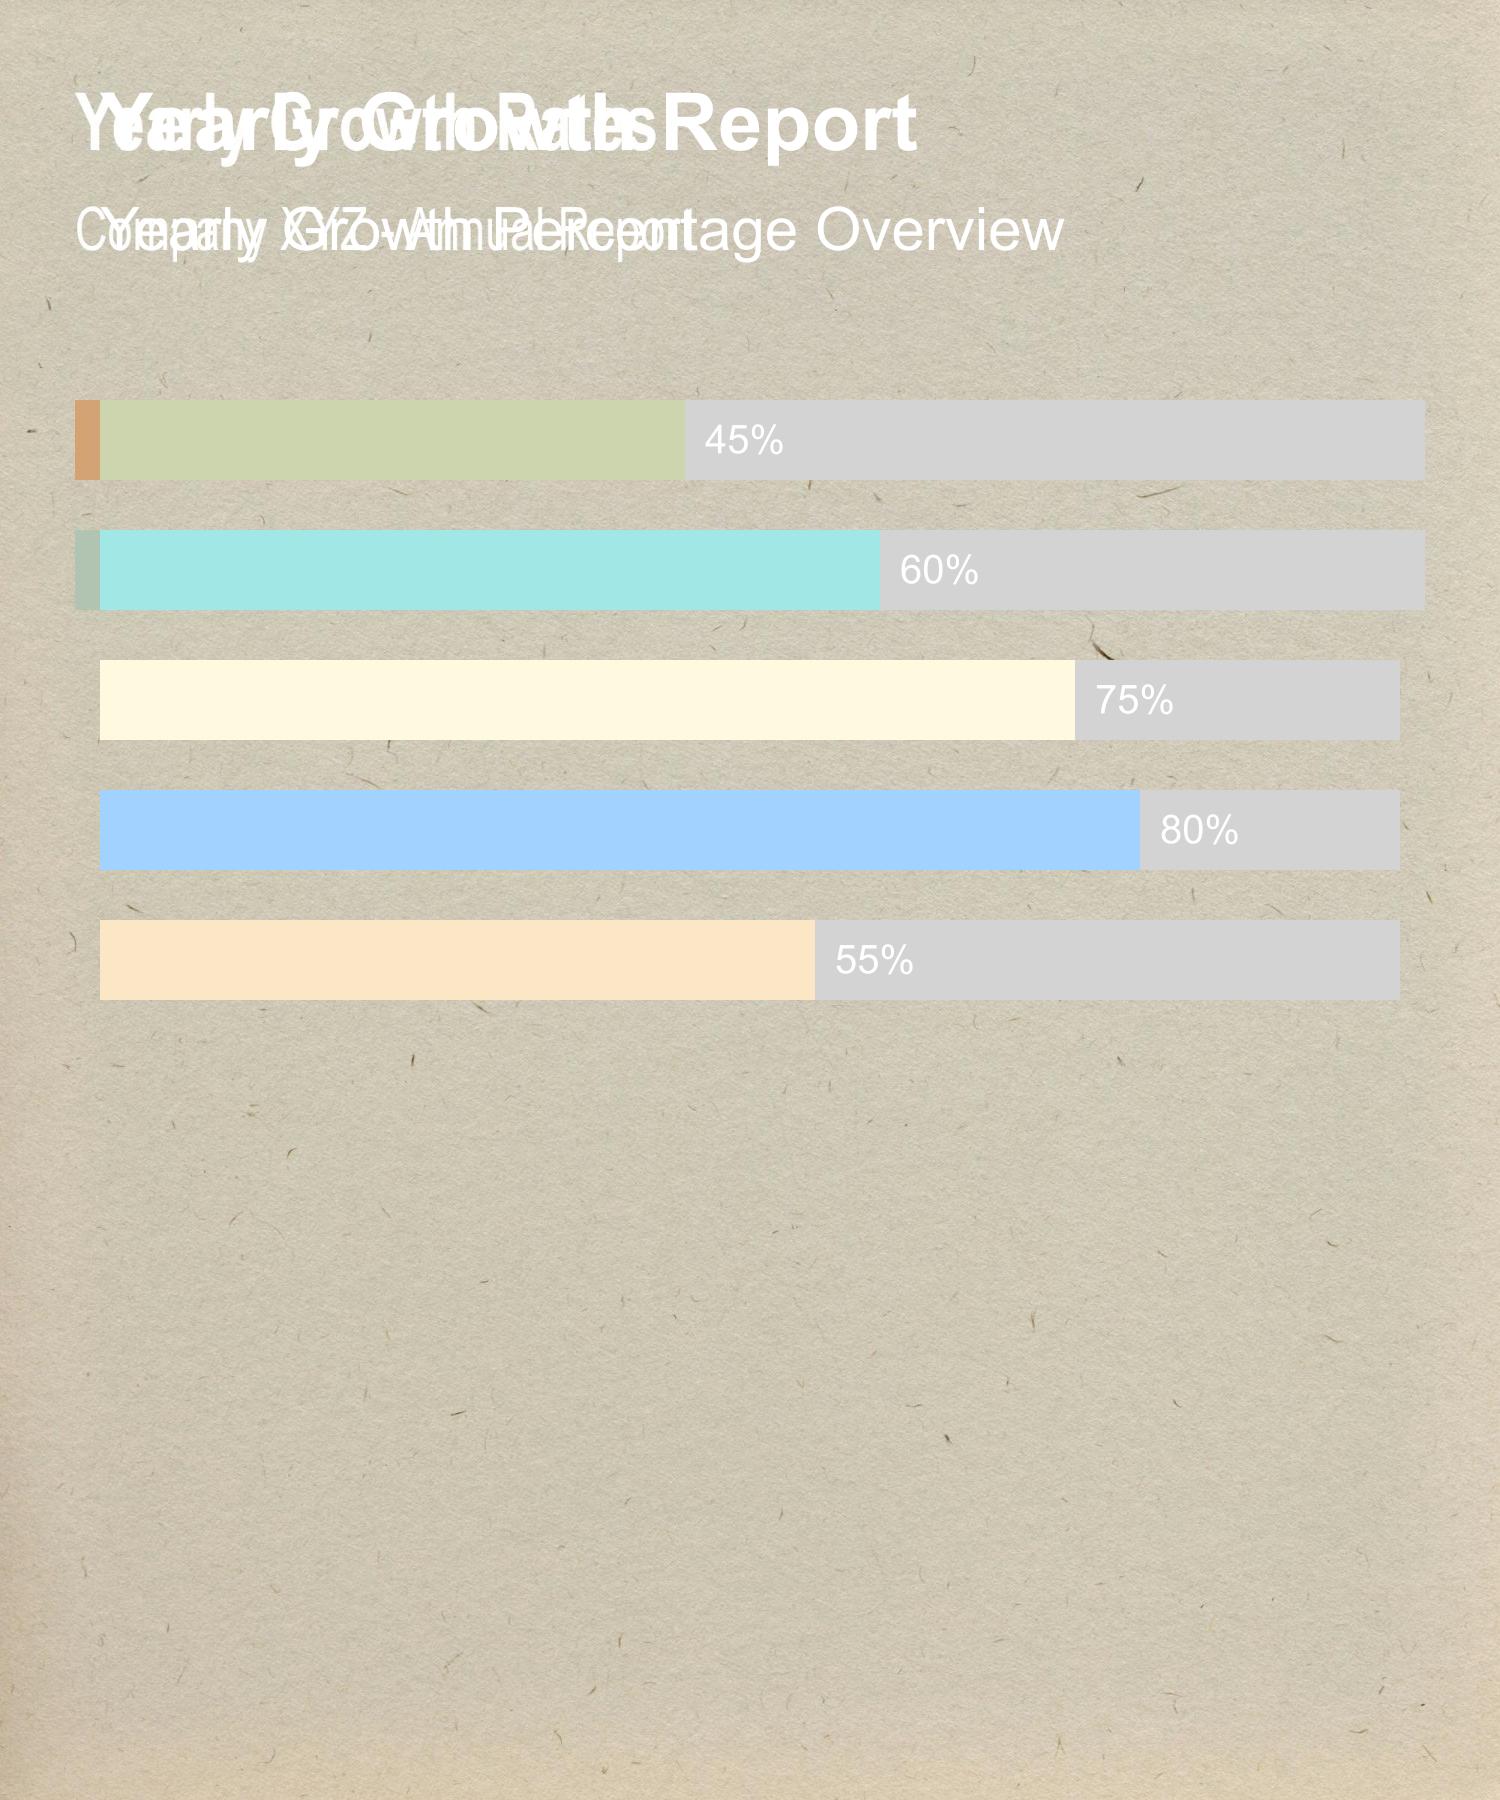 Yearly Growth Rates
Yearly Growth Report
Company XYZ - Annual Report
Yearly Growth Percentage Overview
45%
60%
75%
80%
55%